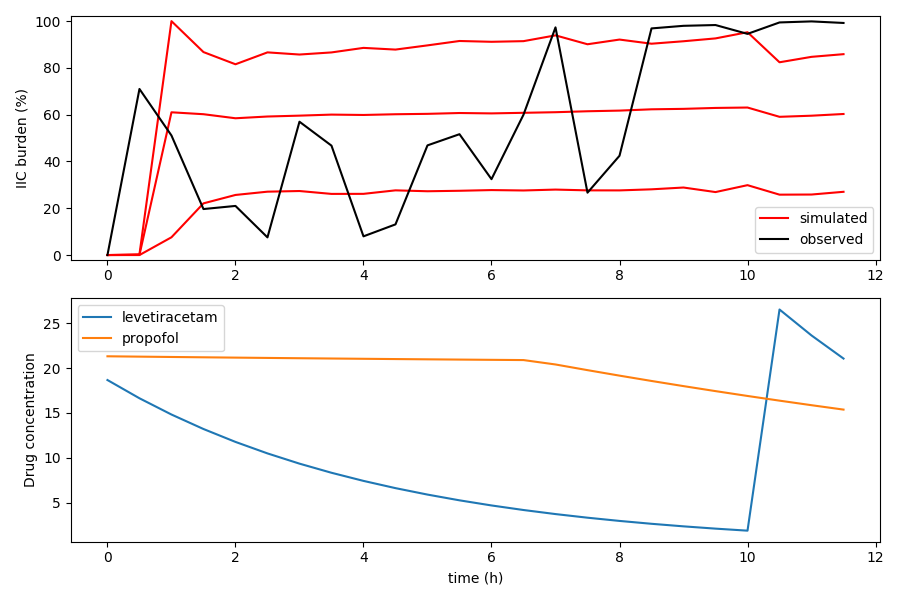 100
80
60
40
20
0
IIC burden (%)
simulated
observed
0 2 4 6 8 10 12
levetiracetam
propofol
25
20
15
10
5
Drug concentration
0 2 4 6 8 10 12
time (h)